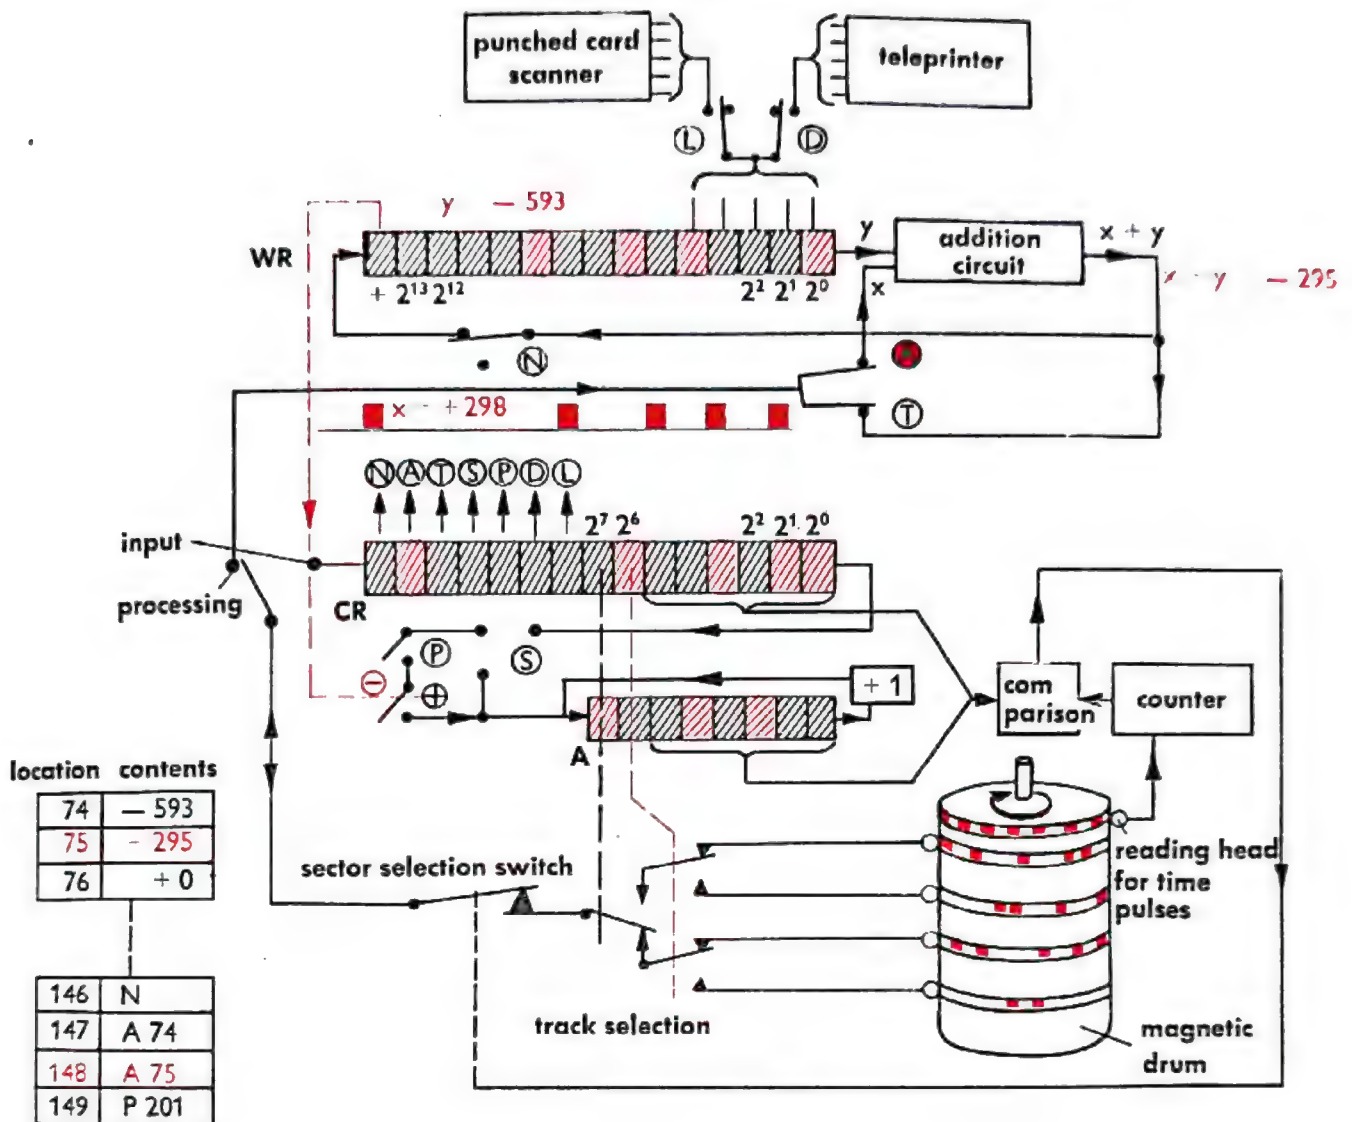 punched card
scanner
teleprinter
L
D
y — 593
WR
y
addition
circuit
x + y
x
x - y — 295
+ 2¹³ 2¹² 2² 2¹ 2⁰
N
x - + 298
T
N A T S P D L
2⁷ 2⁶ 2² 2¹ 2⁰
input
processing
CR
P
S
−
+
+ 1
A
com
parison
counter
location contents
74 — 593
75 - 295
76 + 0
sector selection switch
reading head
for time
pulses
146 N
147 A 74
148 A 75
149 P 201
track selection
magnetic
drum